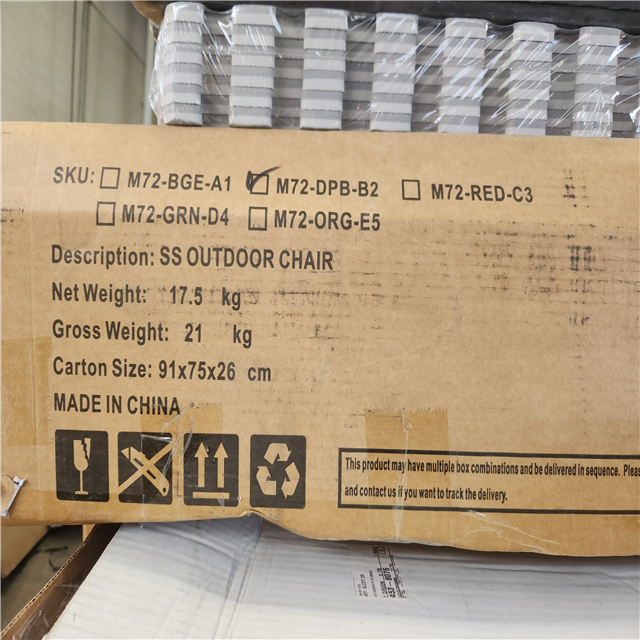 SKU: ☐ M72-BGE-A1 ☑ M72-DPB-B2 ☐ M72-RED-C3
☐ M72-GRN-D4 ☐ M72-ORG-E5
Description: SS OUTDOOR CHAIR
Net Weight: 17.5 kg
Gross Weight: 21 kg
Carton Size: 91x75x26 cm
MADE IN CHINA
This product may have multiple box combinations and be delivered in sequence.
and contact us if you want to track the delivery.
453-8076